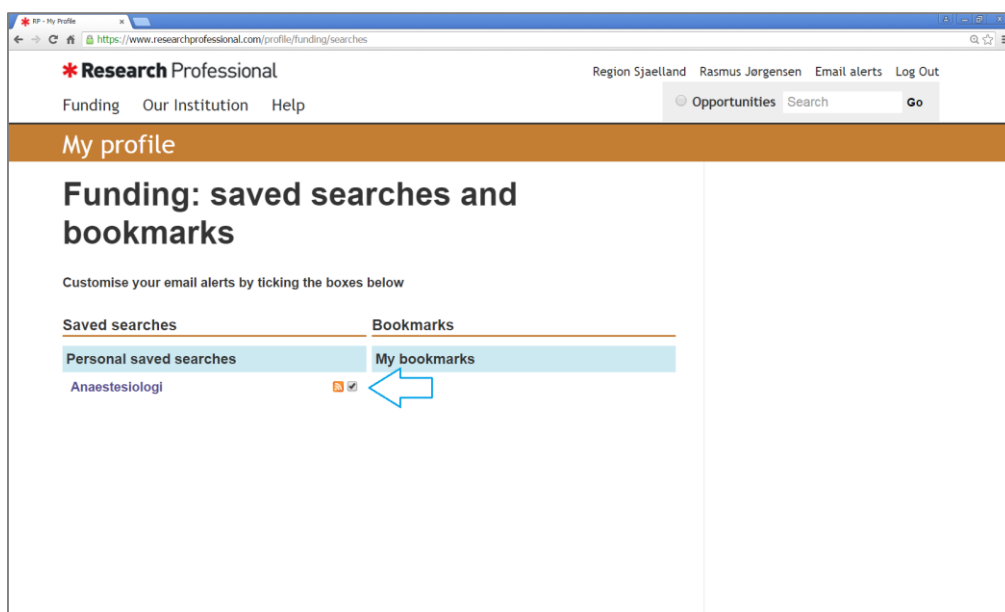 RP - My Profile
https://www.researchprofessional.com/profile/funding/searches
Research Professional
Region Sjaelland Rasmus Jørgensen Email alerts Log Out
Funding Our Institution Help
Opportunities Search Go
My profile
Funding: saved searches and
bookmarks
Customise your email alerts by ticking the boxes below
Saved searches Bookmarks
Personal saved searches My bookmarks
Anaestesiologi